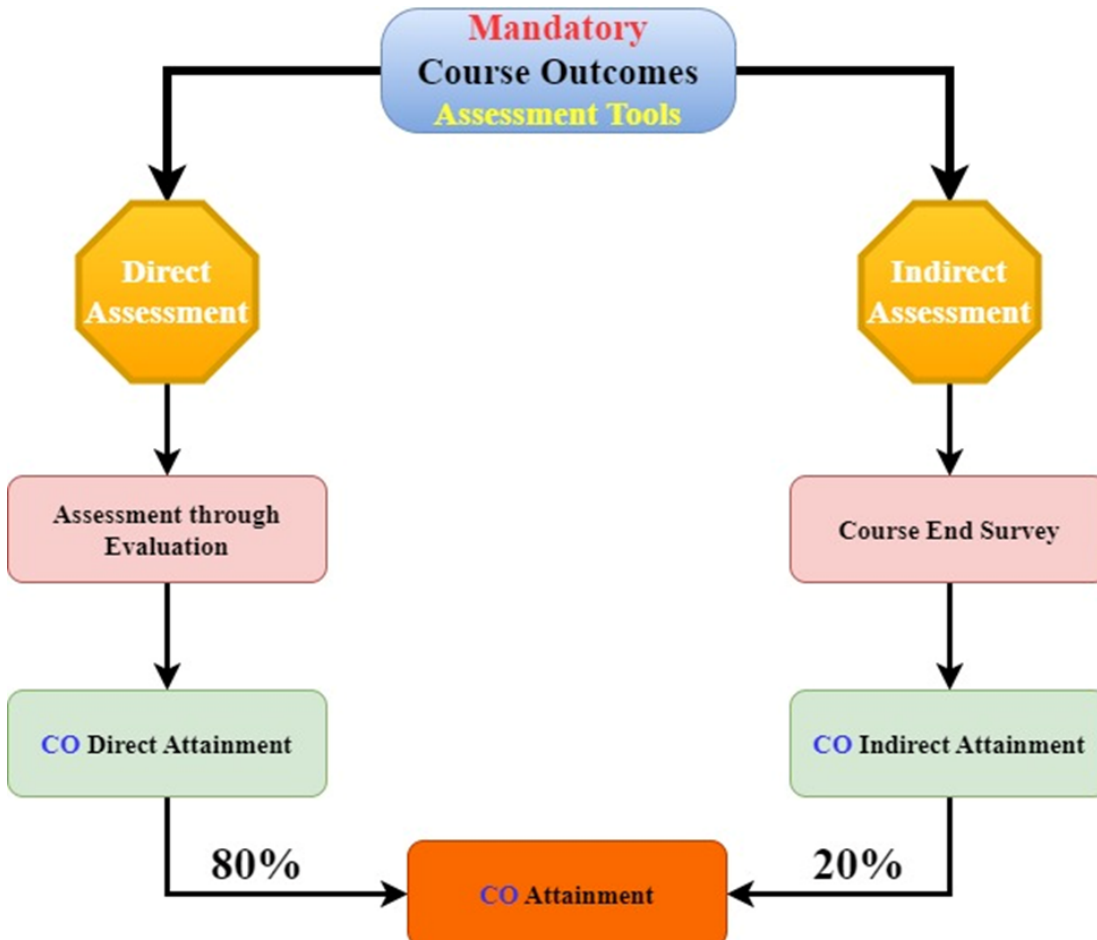 Mandatory
Course Outcomes
Assessment Tools
Direct
Assessment
Indirect
Assessment
Assessment through
Evaluation
Course End Survey
CO Direct Attainment
CO Indirect Attainment
80%
20%
CO Attainment